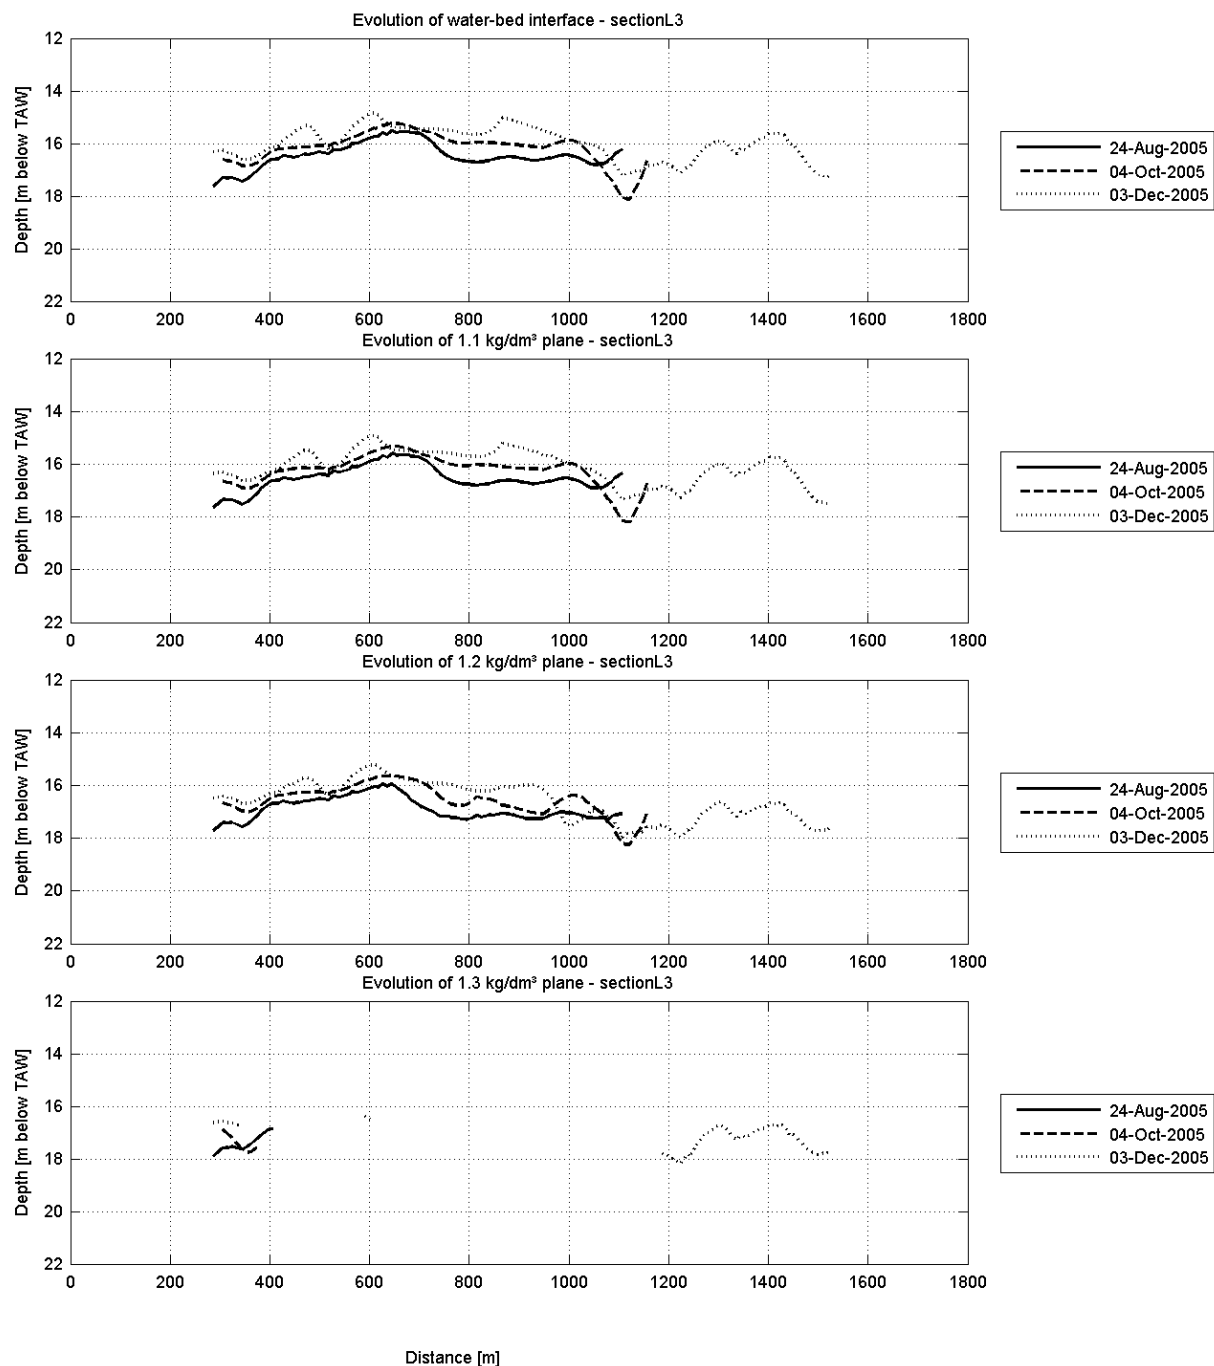 Evolution of water-bed interface - sectionL3
12
14
16
18
20
22
0 200 400 600 800 1000 1200 1400 1600 1800
Depth [m below TAW]
24-Aug-2005
04-Oct-2005
03-Dec-2005
Evolution of 1.1 kg/dm³ plane - sectionL3
12
14
16
18
20
22
0 200 400 600 800 1000 1200 1400 1600 1800
Depth [m below TAW]
24-Aug-2005
04-Oct-2005
03-Dec-2005
Evolution of 1.2 kg/dm³ plane - sectionL3
12
14
16
18
20
22
0 200 400 600 800 1000 1200 1400 1600 1800
Depth [m below TAW]
24-Aug-2005
04-Oct-2005
03-Dec-2005
Evolution of 1.3 kg/dm³ plane - sectionL3
12
14
16
18
20
22
0 200 400 600 800 1000 1200 1400 1600 1800
Depth [m below TAW]
24-Aug-2005
04-Oct-2005
03-Dec-2005
Distance [m]